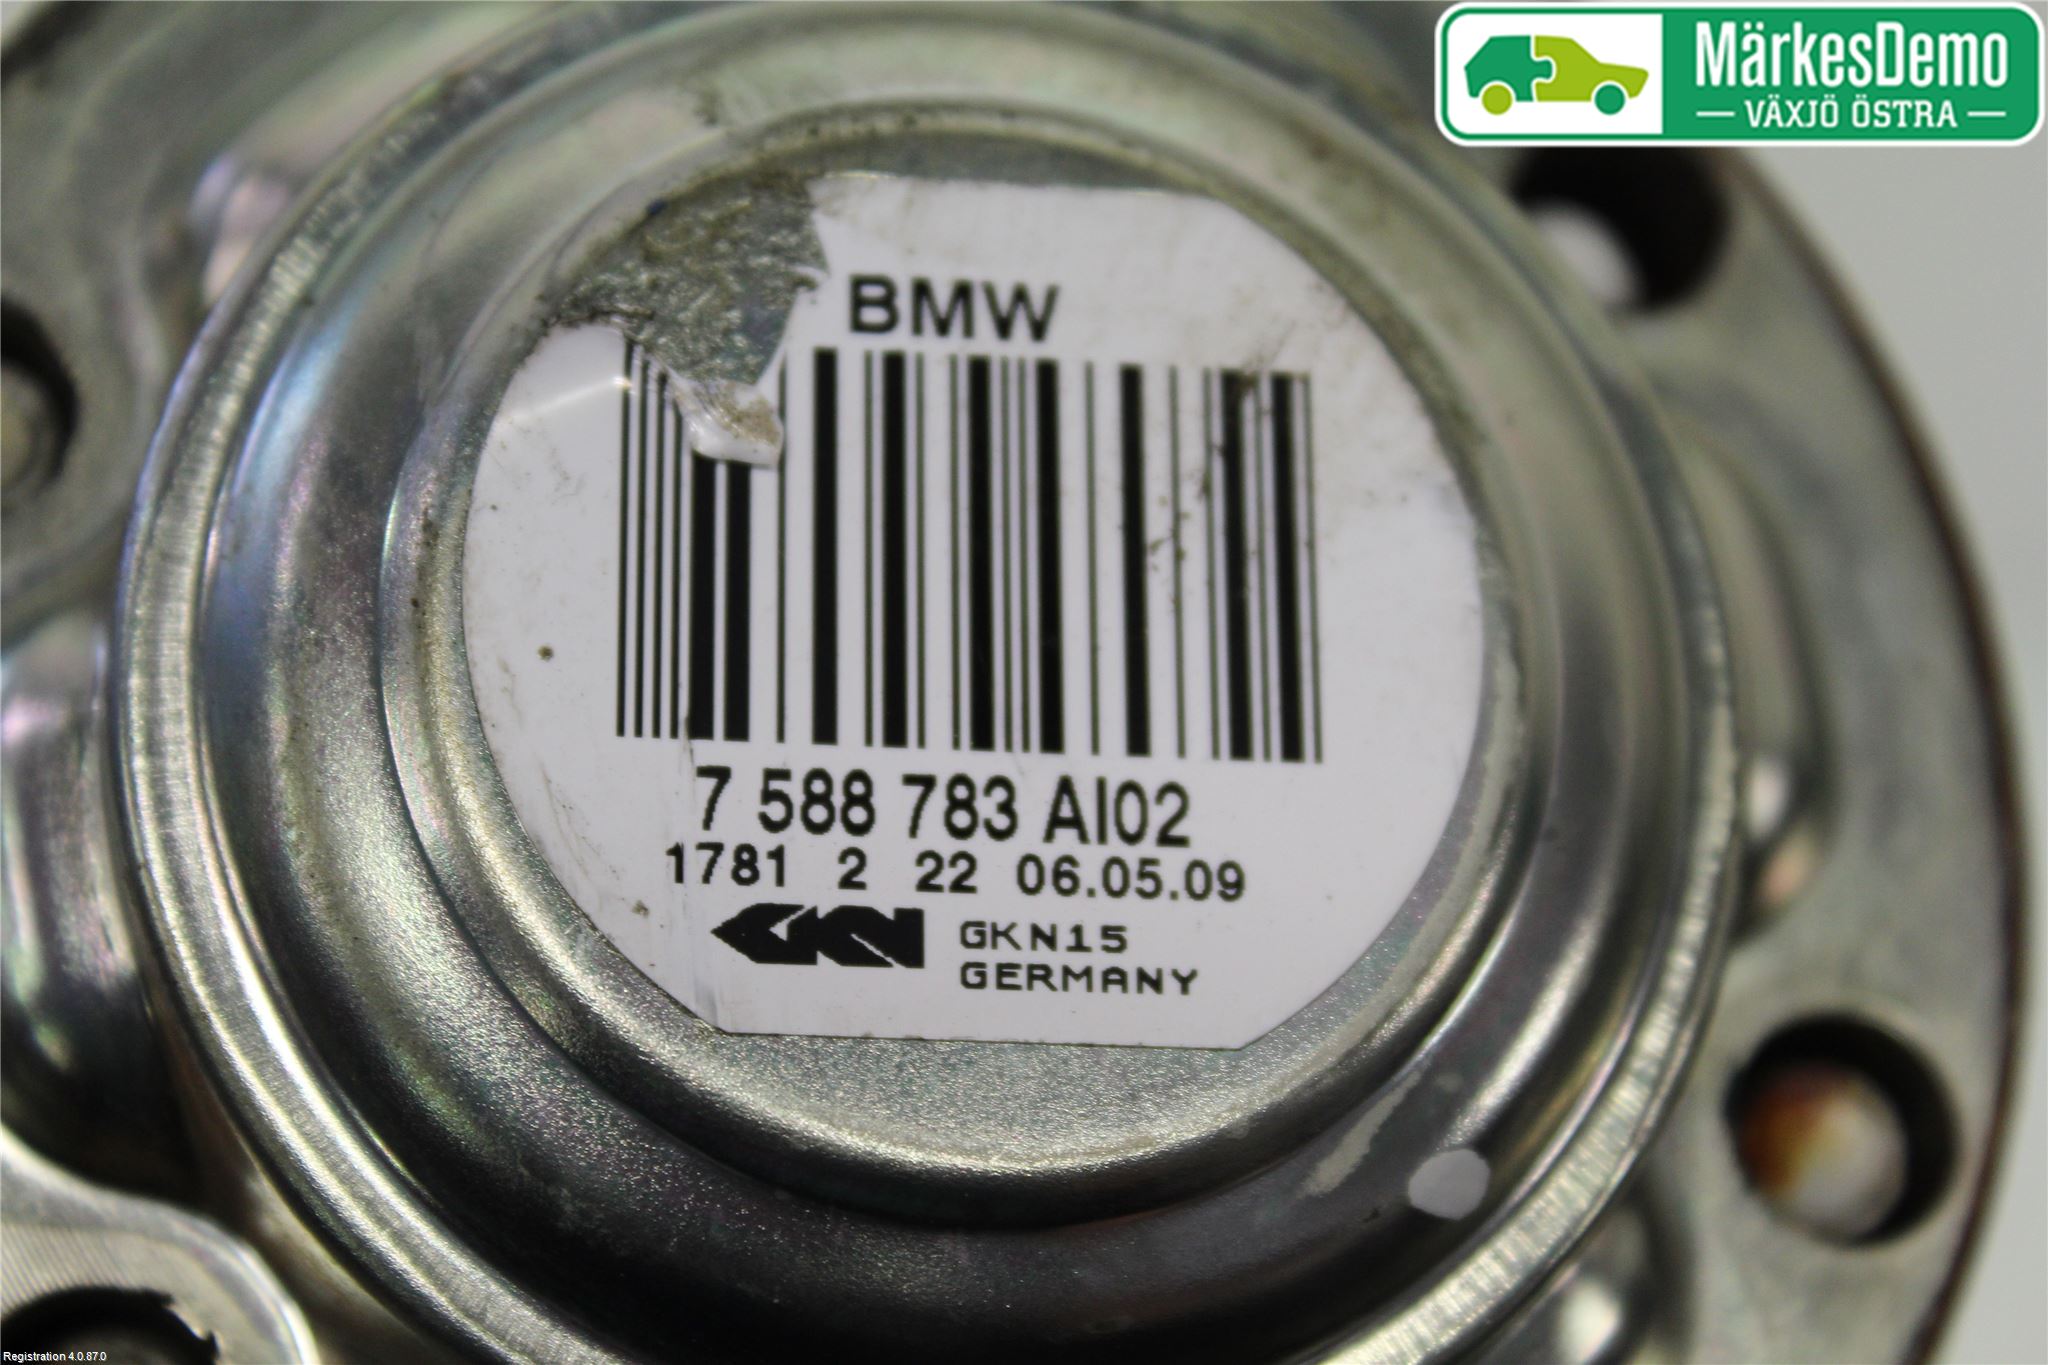 MärkesDemo
VÄXJÖ ÖSTRA
BMW
7 588 783 AI02
1781 2 22 06.05.09
GKN GKN15
GERMANY
Registration 4.0.87.0